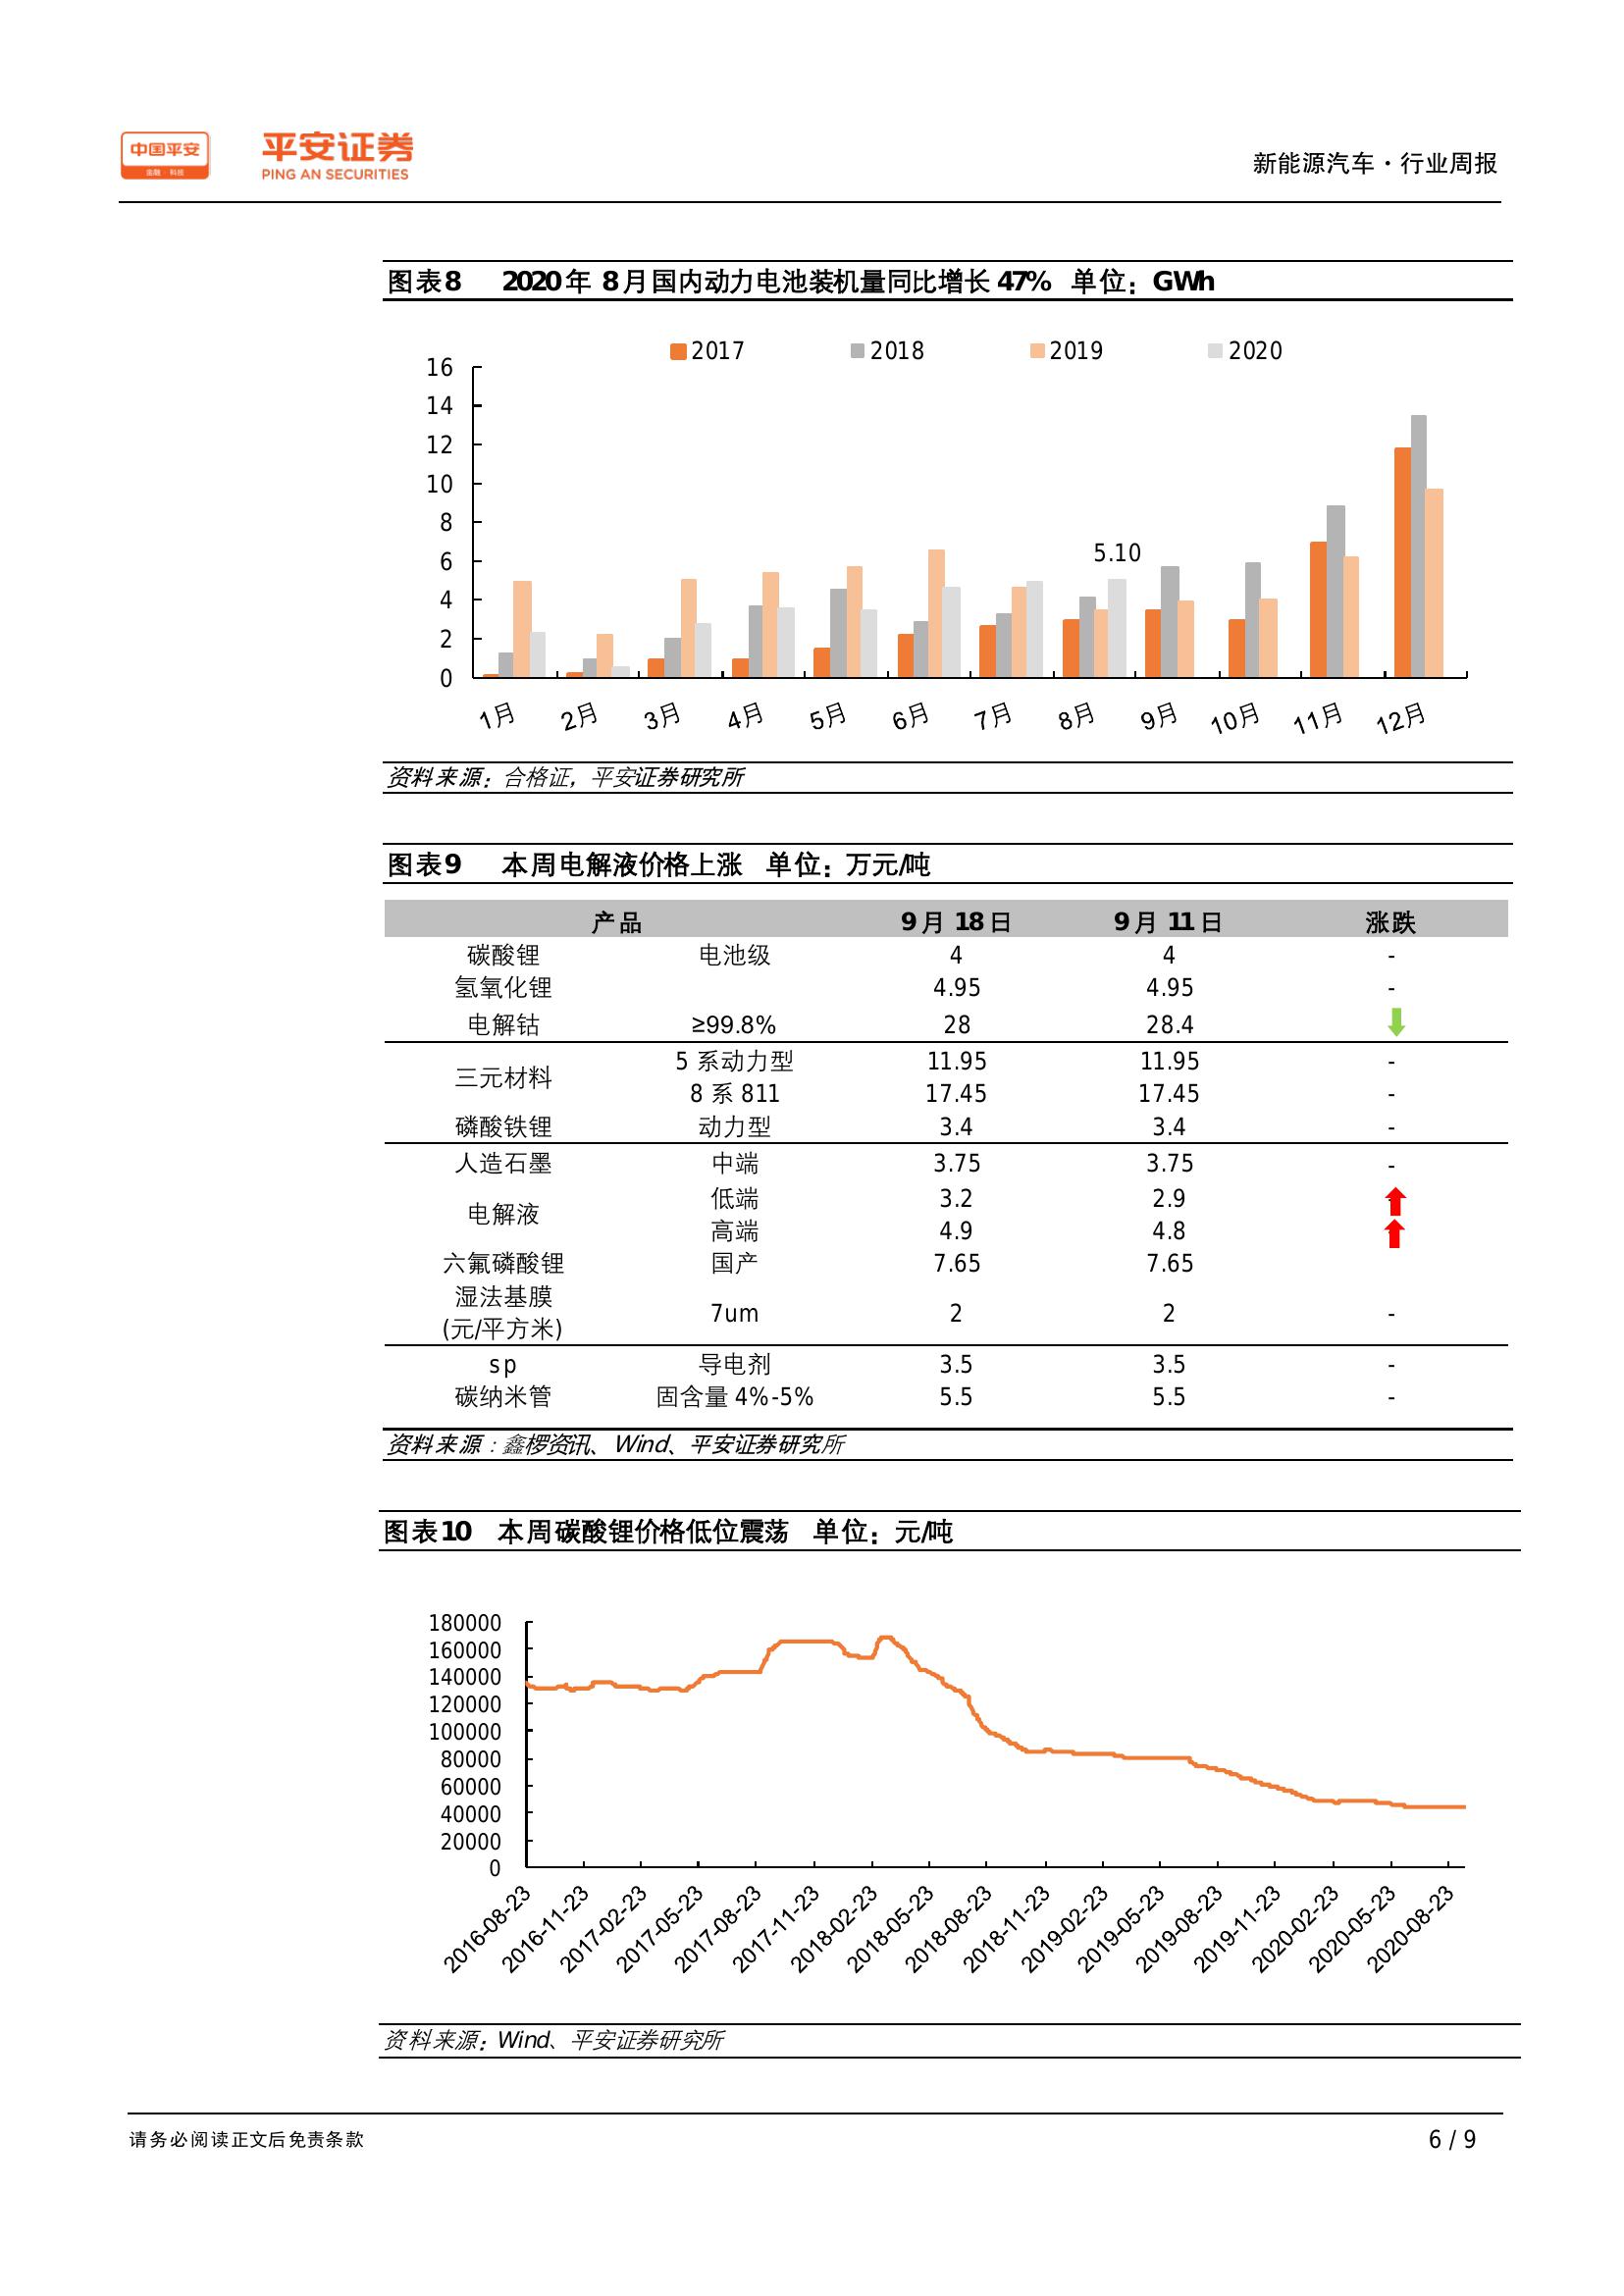 中国平安
金融·科技
平安证券
PING AN SECURITIES
新能源汽车·行业周报
图表8 2020年 8月国内动力电池装机量同比增长 47% 单位：GWh
2017 2018 2019 2020
16
14
12
10
8
6
4
2
0
5.10
1月 2月 3月 4月 5月 6月 7月 8月 9月 10月 11月 12月
资料来源：合格证，平安证券研究所
图表9 本周电解液价格上涨 单位：万元/吨
产品 9月 18日 9月 11日 涨跌
碳酸锂 电池级 4 4 -
氢氧化锂 4.95 4.95 -
电解钴 ≥99.8% 28 28.4
三元材料 5 系动力型 11.95 11.95 -
8 系 811 17.45 17.45 -
磷酸铁锂 动力型 3.4 3.4 -
人造石墨 中端 3.75 3.75 -
电解液 低端 3.2 2.9
高端 4.9 4.8
六氟磷酸锂 国产 7.65 7.65
湿法基膜
(元/平方米) 7um 2 2 -
sp 导电剂 3.5 3.5 -
碳纳米管 固含量 4%-5% 5.5 5.5 -
资料来源：鑫椤资讯、Wind、平安证券研究所
图表10 本周碳酸锂价格低位震荡 单位：元/吨
180000
160000
140000
120000
100000
80000
60000
40000
20000
0
2016-08-23 2016-11-23 2017-02-23 2017-05-23 2017-08-23 2017-11-23 2018-02-23 2018-05-23 2018-08-23 2018-11-23 2019-02-23 2019-05-23 2019-08-23 2019-11-23 2020-02-23 2020-05-23 2020-08-23
资料来源：Wind、平安证券研究所
请务必阅读正文后免责条款
6 / 9